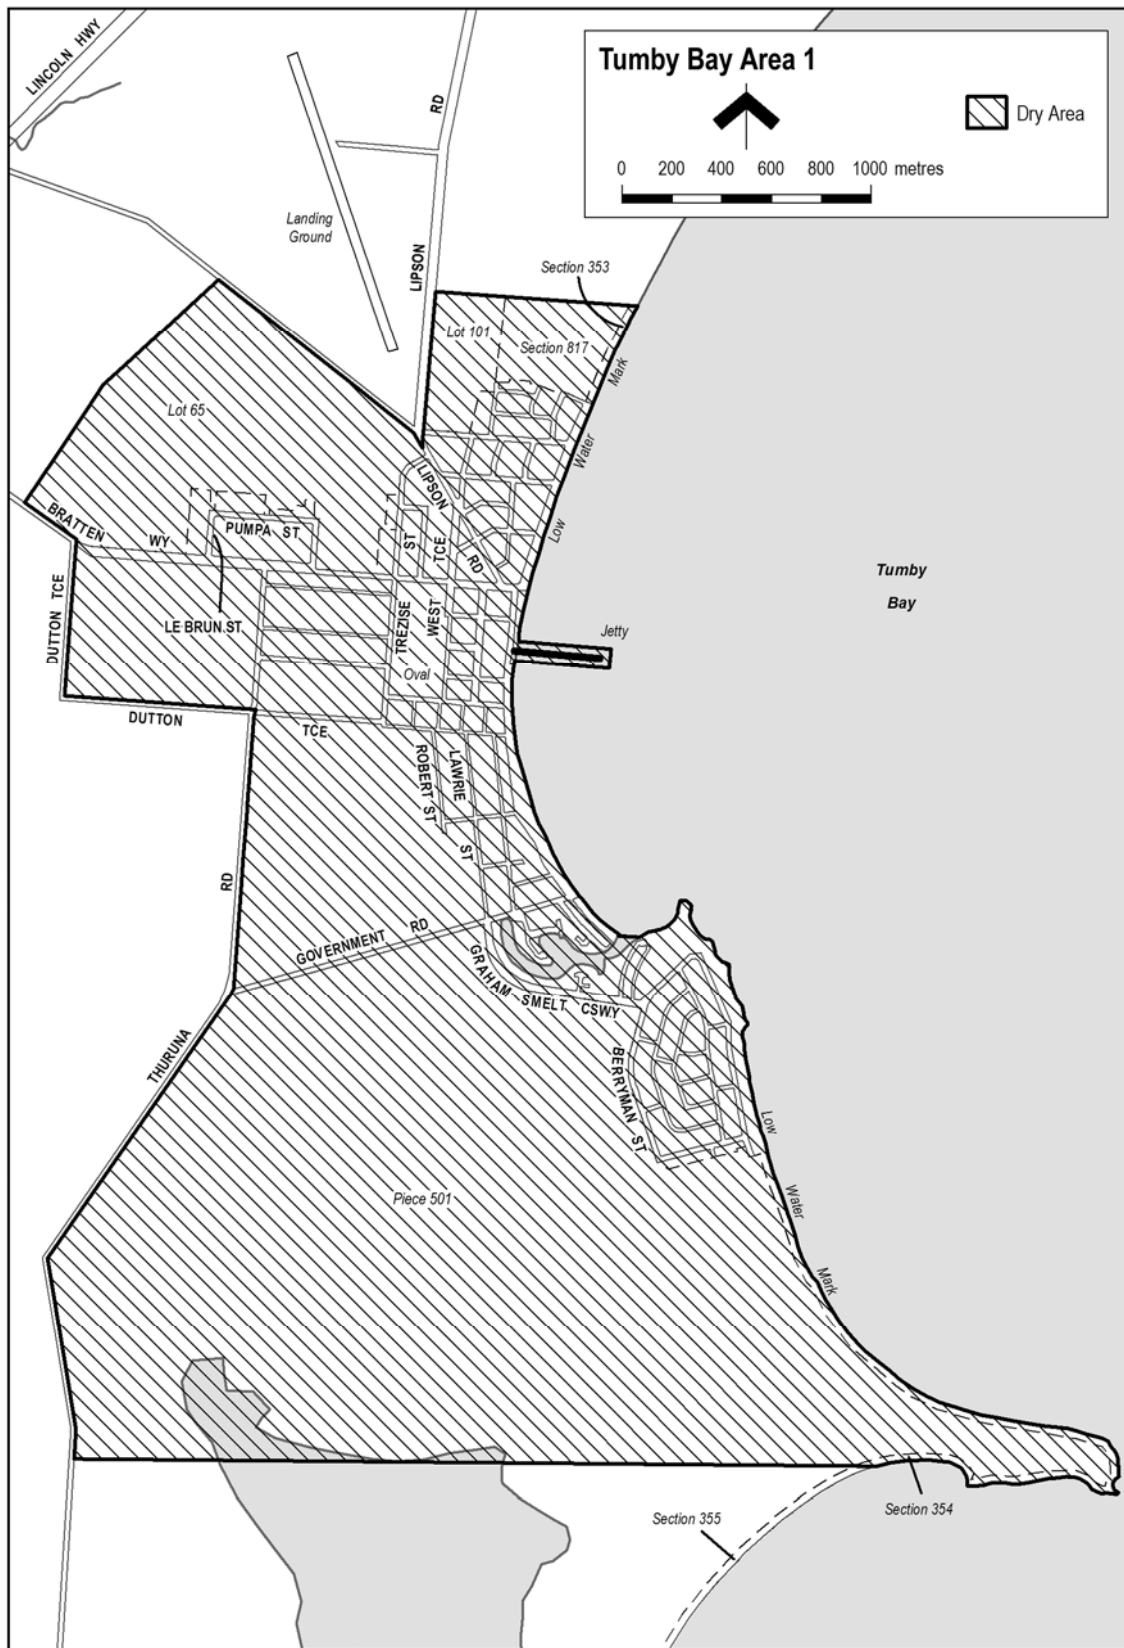 LINCOLN HWY
Tumby Bay Area 1
Dry Area
0 200 400 600 800 1000 metres
RD
Landing
Ground
LIPSON
Section 353
Lot 101
Section 817
Mark
Lot 65
Water
LIPSON
BRATTEN
WY
PUMPA ST
ST
TCE
RD
Low
Tumby
Bay
DUTTON TCE
LE BRUN ST
TREZISE
WEST
Jetty
Oval
DUTTON
TCE
ROBERT ST
LAWRIE
ST
RD
GOVERNMENT RD
GRAHAM SMELT CSWY
THURUNA
BERRYMAN ST
Low
Piece 501
Water
Mark
Section 354
Section 355